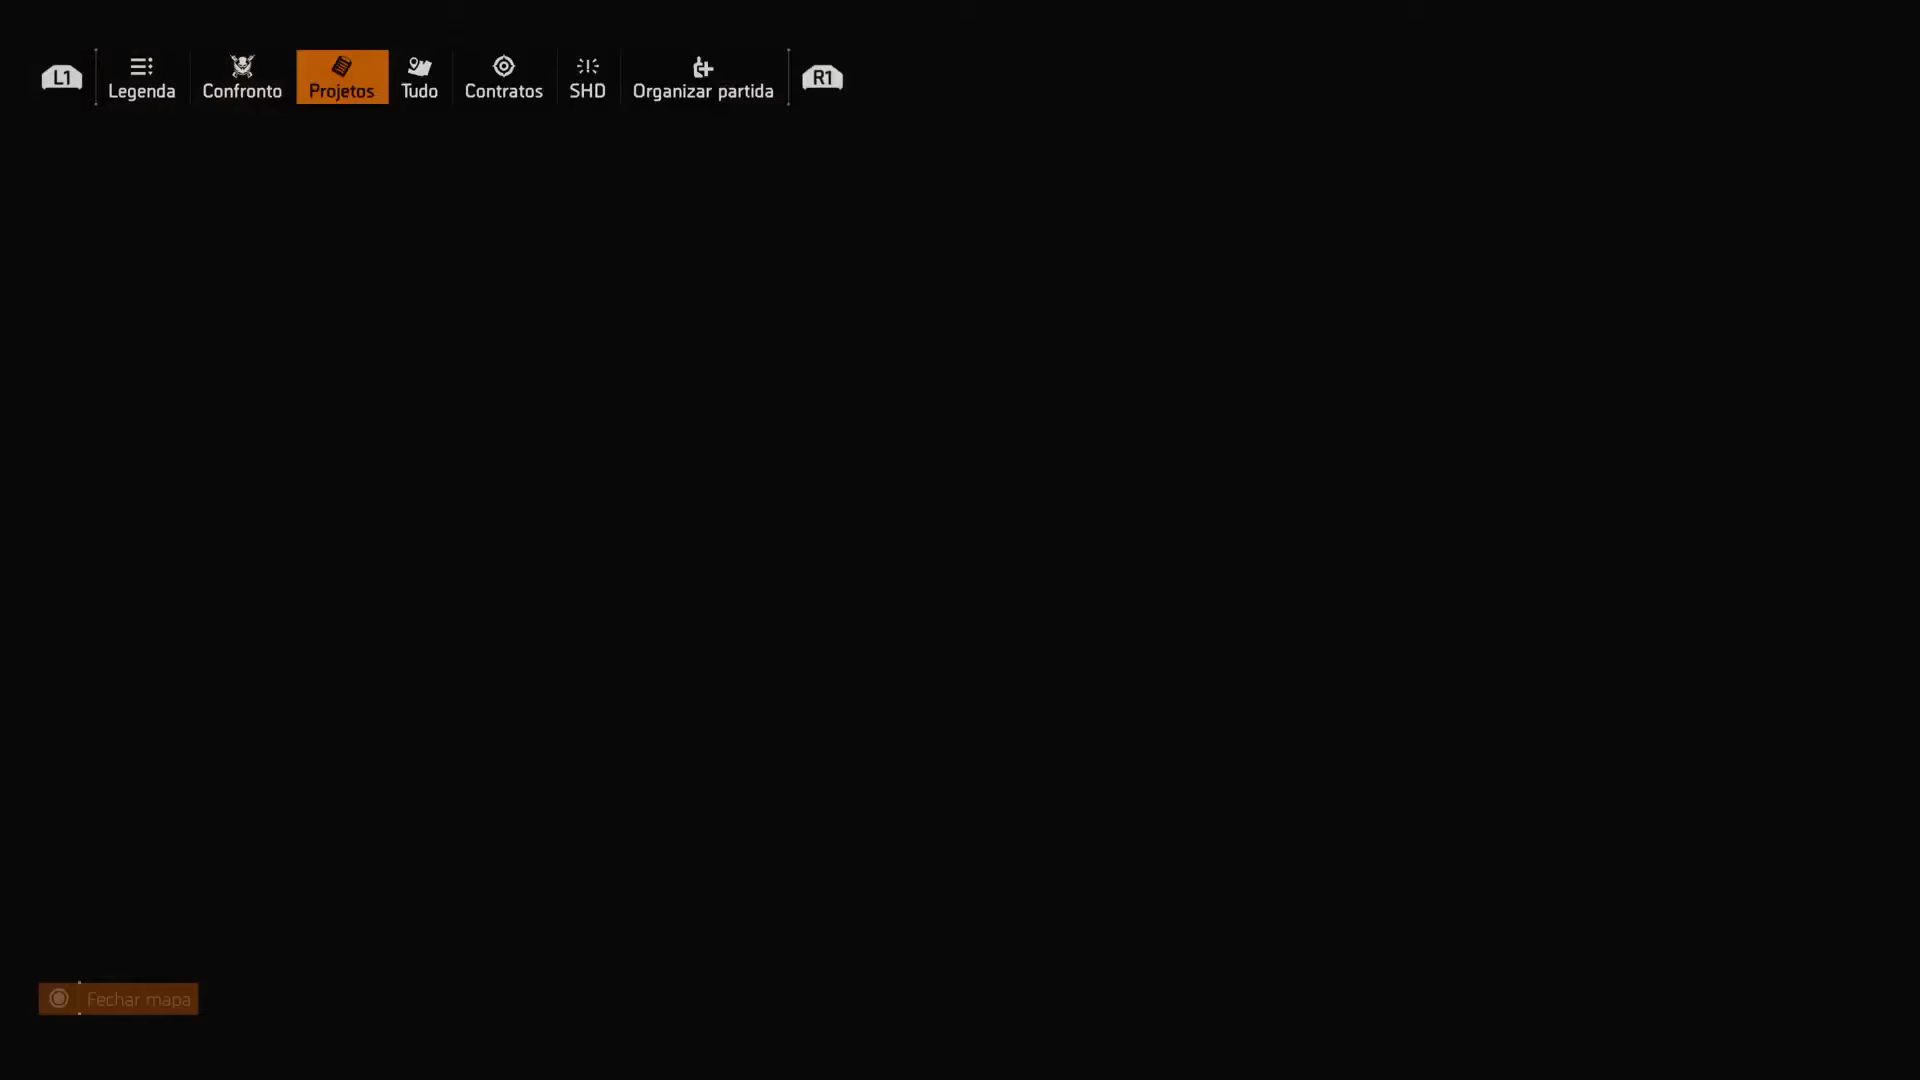 L1 Legenda Confronto Projetos Tudo Contratos SHD Organizar partida R1
Fechar mapa